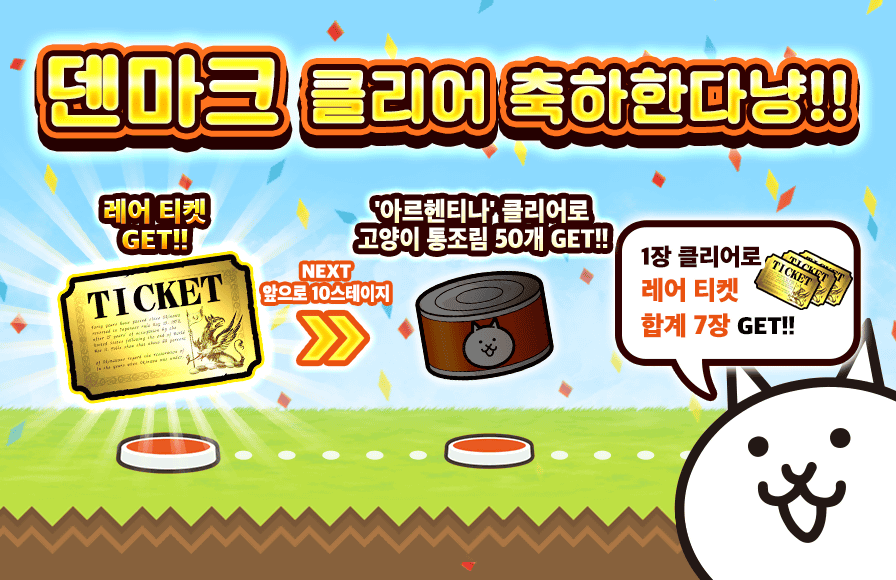 덴마크 클리어 축하한다냥!!
레어 티켓
GET!!
TICKET
NEXT
앞으로 10스테이지
'아르헨티나' 클리어로
고양이 통조림 50개 GET!!
1장 클리어로
레어 티켓
합계 7장 GET!!
TICKET
TICKET
TICKET